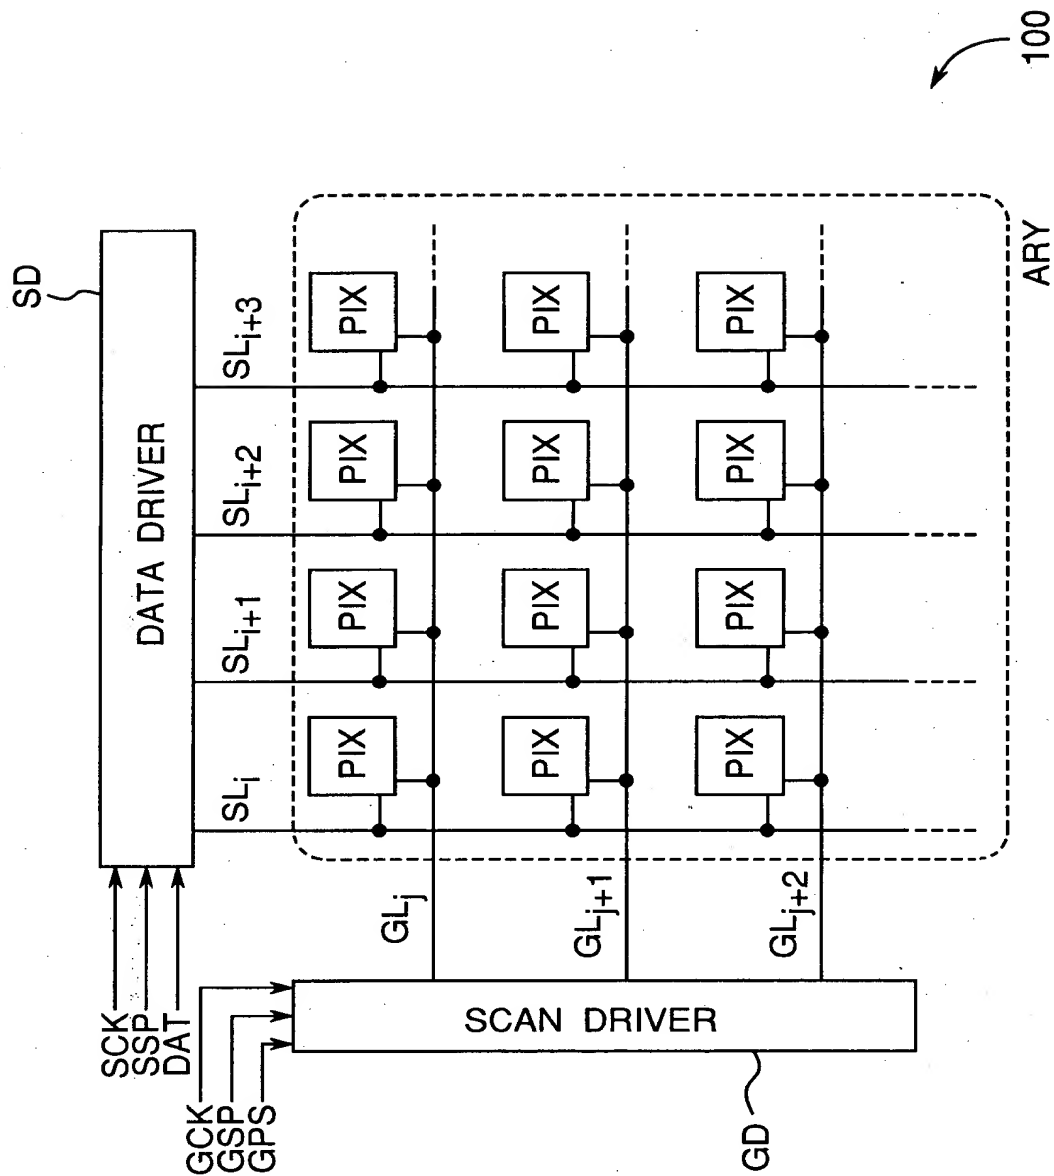 100
SD
DATA DRIVER
SCK
SSP
DAT
SLi
SLi+1
SLi+2
SLi+3
GCK
GSP
GPS
SCAN DRIVER
GD
GLj
PIX PIX PIX PIX
GLj+1
PIX PIX PIX PIX
GLj+2
PIX PIX PIX PIX
ARY